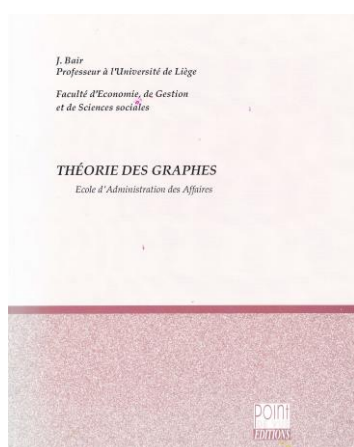 J. Bair
Professeur à l'Université de Liège
Faculté d'Economie, de Gestion
et de Sciences sociales
THÉORIE DES GRAPHES
Ecole d'Administration des Affaires
POINT
EDITIONS